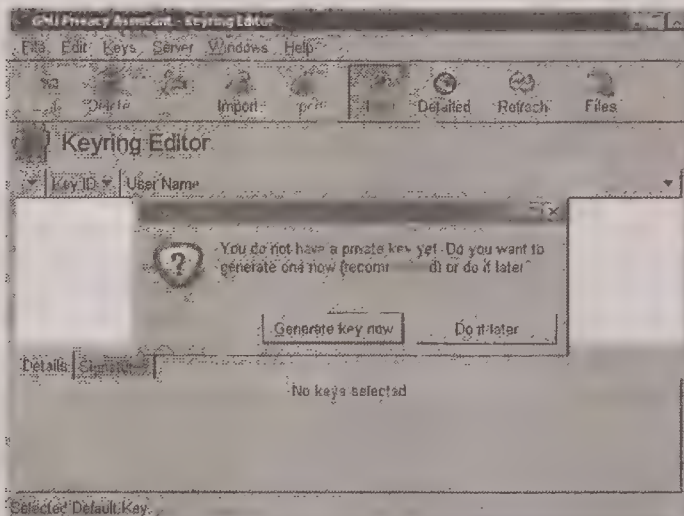 GNU Privacy Assistant - Keyring Editor
File Edit Keys Server Windows Help
Delete Import Detailed Refresh Files
Keyring Editor
Key ID User Name
You do not have a private key yet. Do you want to
generate one now or do it later
Generate key now Do it later
Details
No keys selected
Selected Default Key